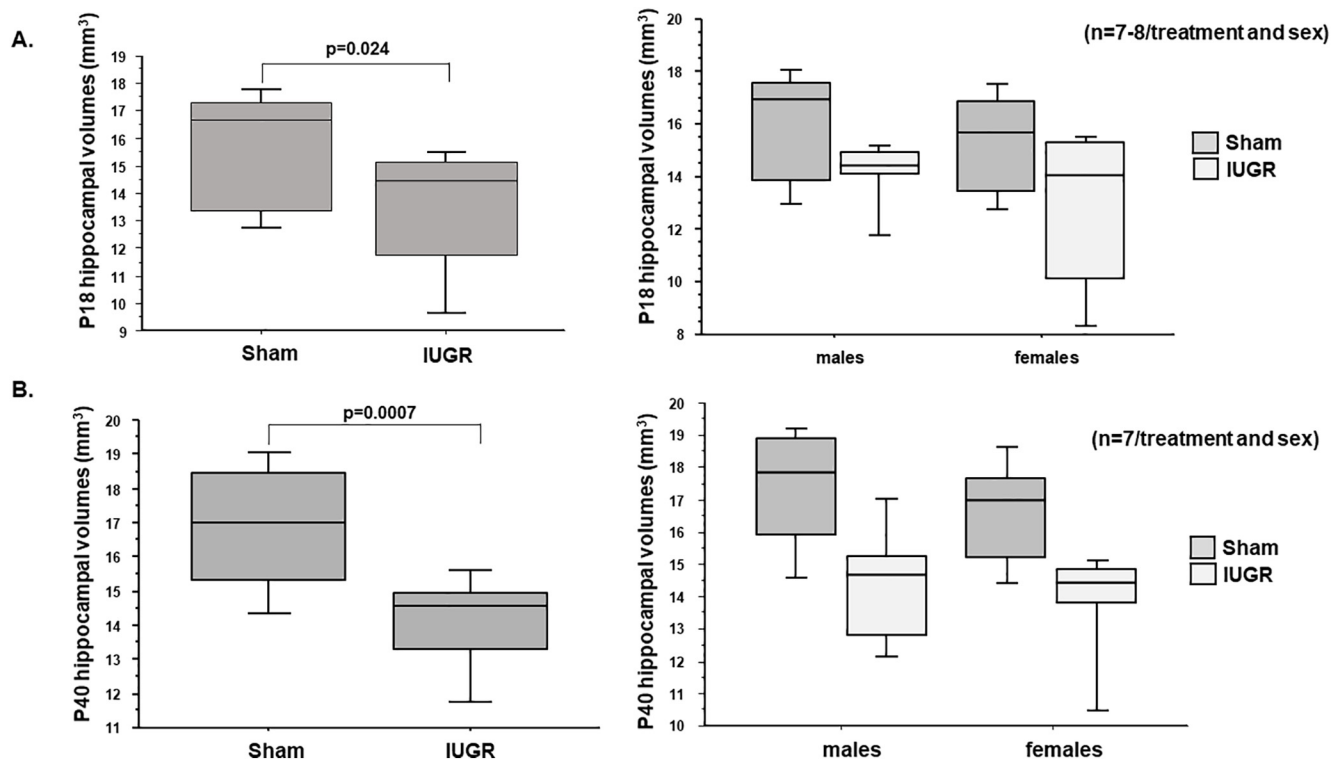 A.
P18 hippocampal volumes (mm³)
19
18
17
16
15
14
13
12
11
10
9
p=0.024
Sham IUGR
P18 hippocampal volumes (mm³)
20
18
16
14
12
10
8
(n=7-8/treatment and sex)
Sham
IUGR
males females
B.
P40 hippocampal volumes (mm³)
20
19
18
17
16
15
14
13
12
11
p=0.0007
Sham IUGR
P40 hippocampal volumes (mm³)
20
19
18
17
16
15
14
13
12
11
10
(n=7/treatment and sex)
Sham
IUGR
males females